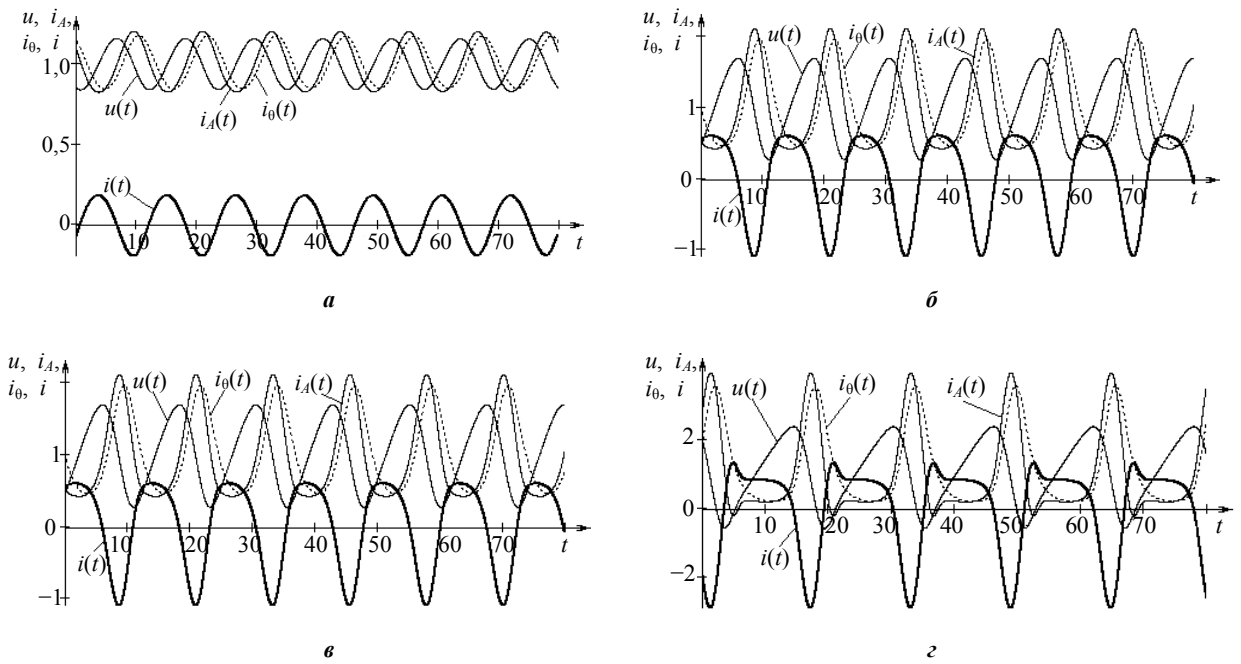 u, i_A,
i_θ, i
1,0
0,5
0
u(t)
i_A(t)
i_θ(t)
i(t)
10 20 30 40 50 60 70 t
а
u, i_A,
i_θ, i
u(t)
i_θ(t)
i_A(t)
1
0
−1
i(t)
10 20 30 40 50 60 70 t
б
u, i_A,
i_θ, i
u(t)
i_θ(t)
i_A(t)
1
0
−1
i(t)
10 20 30 40 50 60 70 t
в
u, i_A,
i_θ, i
u(t)
i_θ(t)
i_A(t)
2
0
−2
i(t)
10 20 30 40 50 60 70 t
г